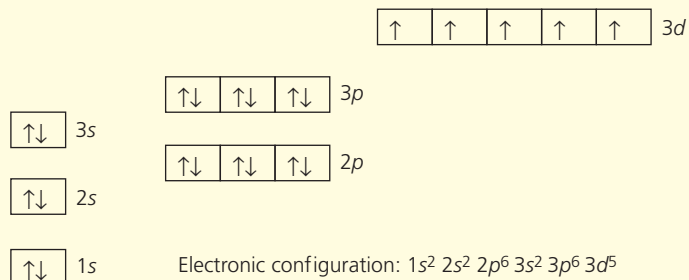 ↑ ↑ ↑ ↑ ↑ 3d
↑↓ ↑↓ ↑↓ 3p
↑↓ 3s
↑↓ ↑↓ ↑↓ 2p
↑↓ 2s
↑↓ 1s
Electronic configuration: 1s² 2s² 2p⁶ 3s² 3p⁶ 3d⁵